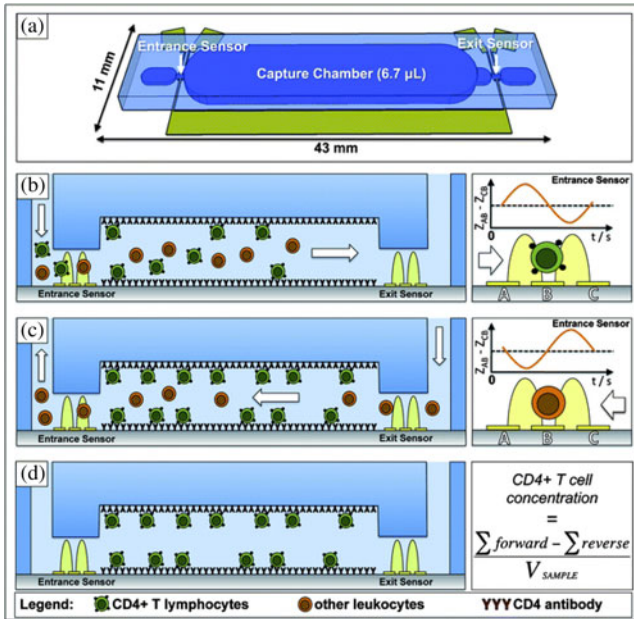 (a)
Entrance Sensor
Exit Sensor
Capture Chamber (6.7 µL)
11 mm
43 mm
(b)
Entrance Sensor
Exit Sensor
Entrance Sensor
Z_AB - Z_CB
t/s
A B C
(c)
Entrance Sensor
Exit Sensor
Entrance Sensor
Z_AB - Z_CB
t/s
A B C
(d)
Entrance Sensor
Exit Sensor
CD4+ T cell
concentration
=
∑ forward - ∑ reverse
V_SAMPLE
Legend: CD4+ T lymphocytes other leukocytes YYY CD4 antibody